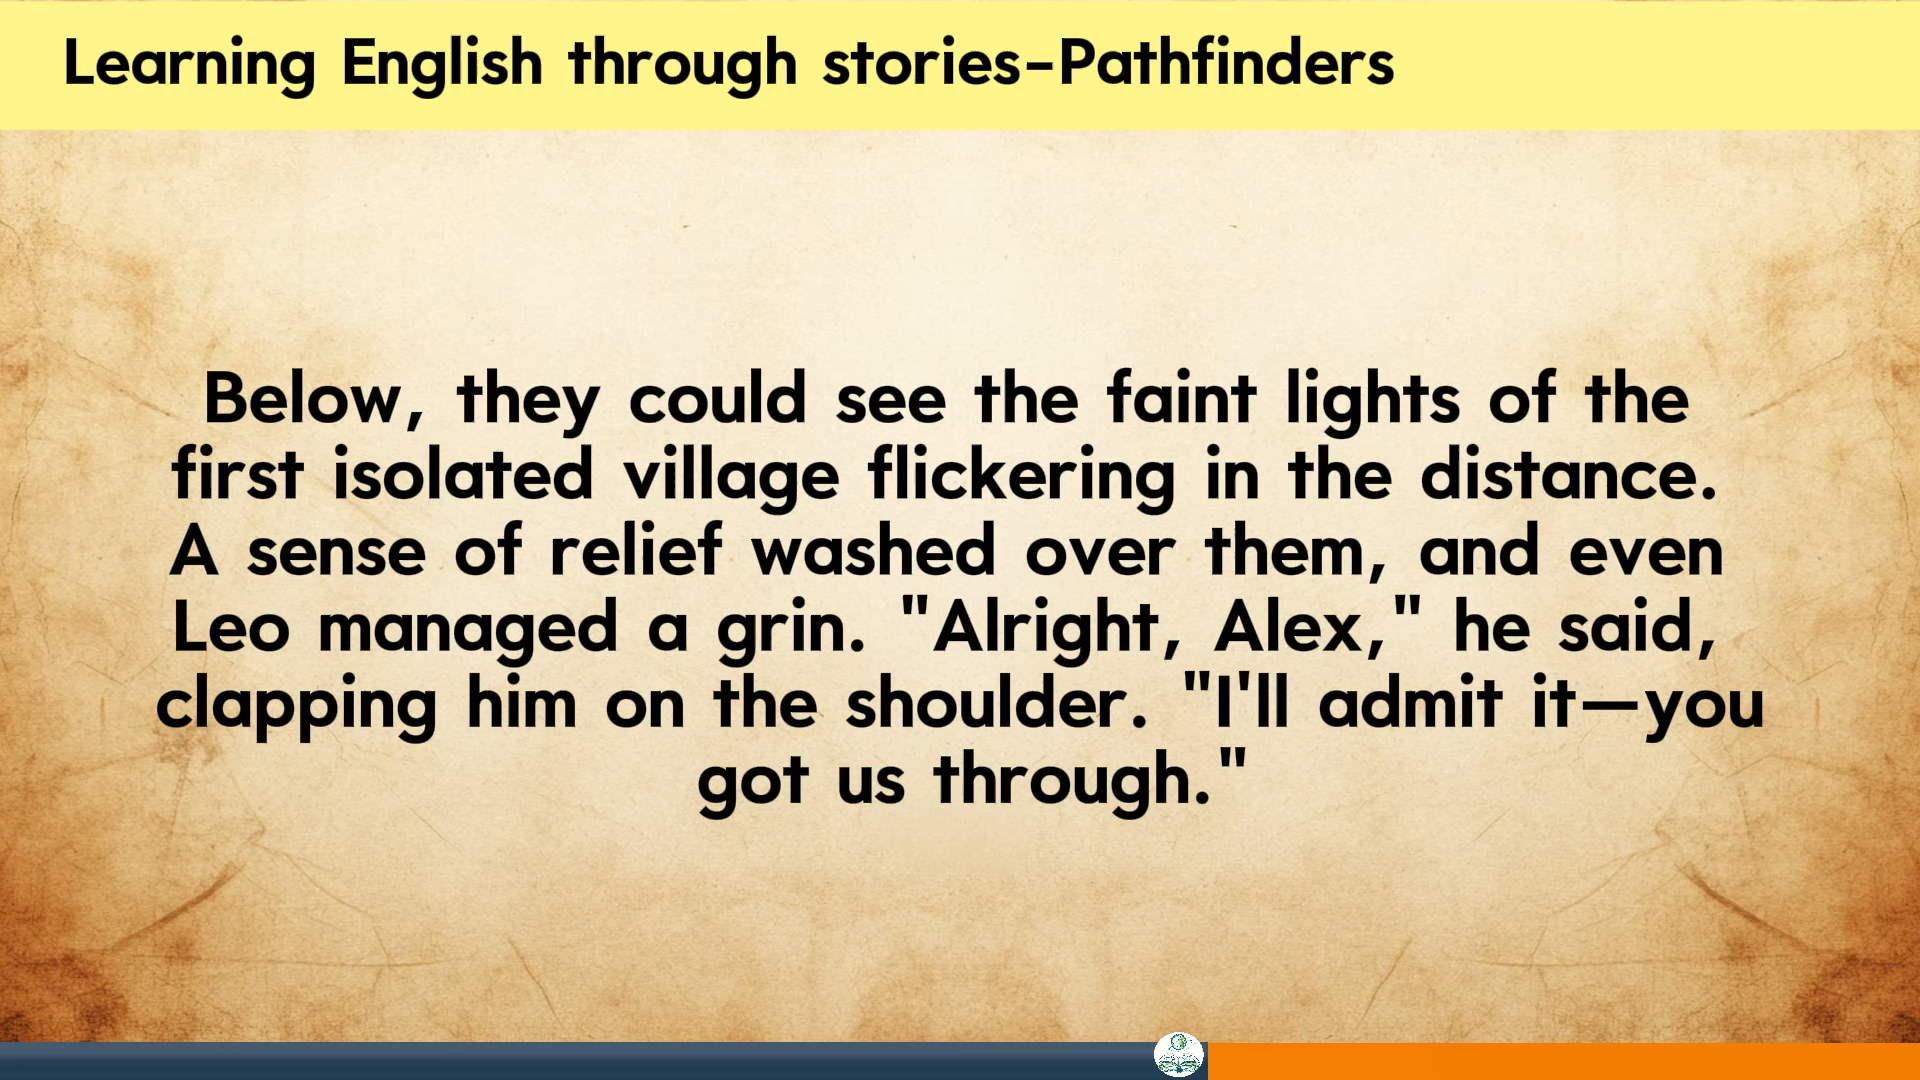 Learning English through stories-Pathfinders
Below, they could see the faint lights of the
first isolated village flickering in the distance.
A sense of relief washed over them, and even
Leo managed a grin. "Alright, Alex," he said,
clapping him on the shoulder. "I'll admit it—you
got us through."